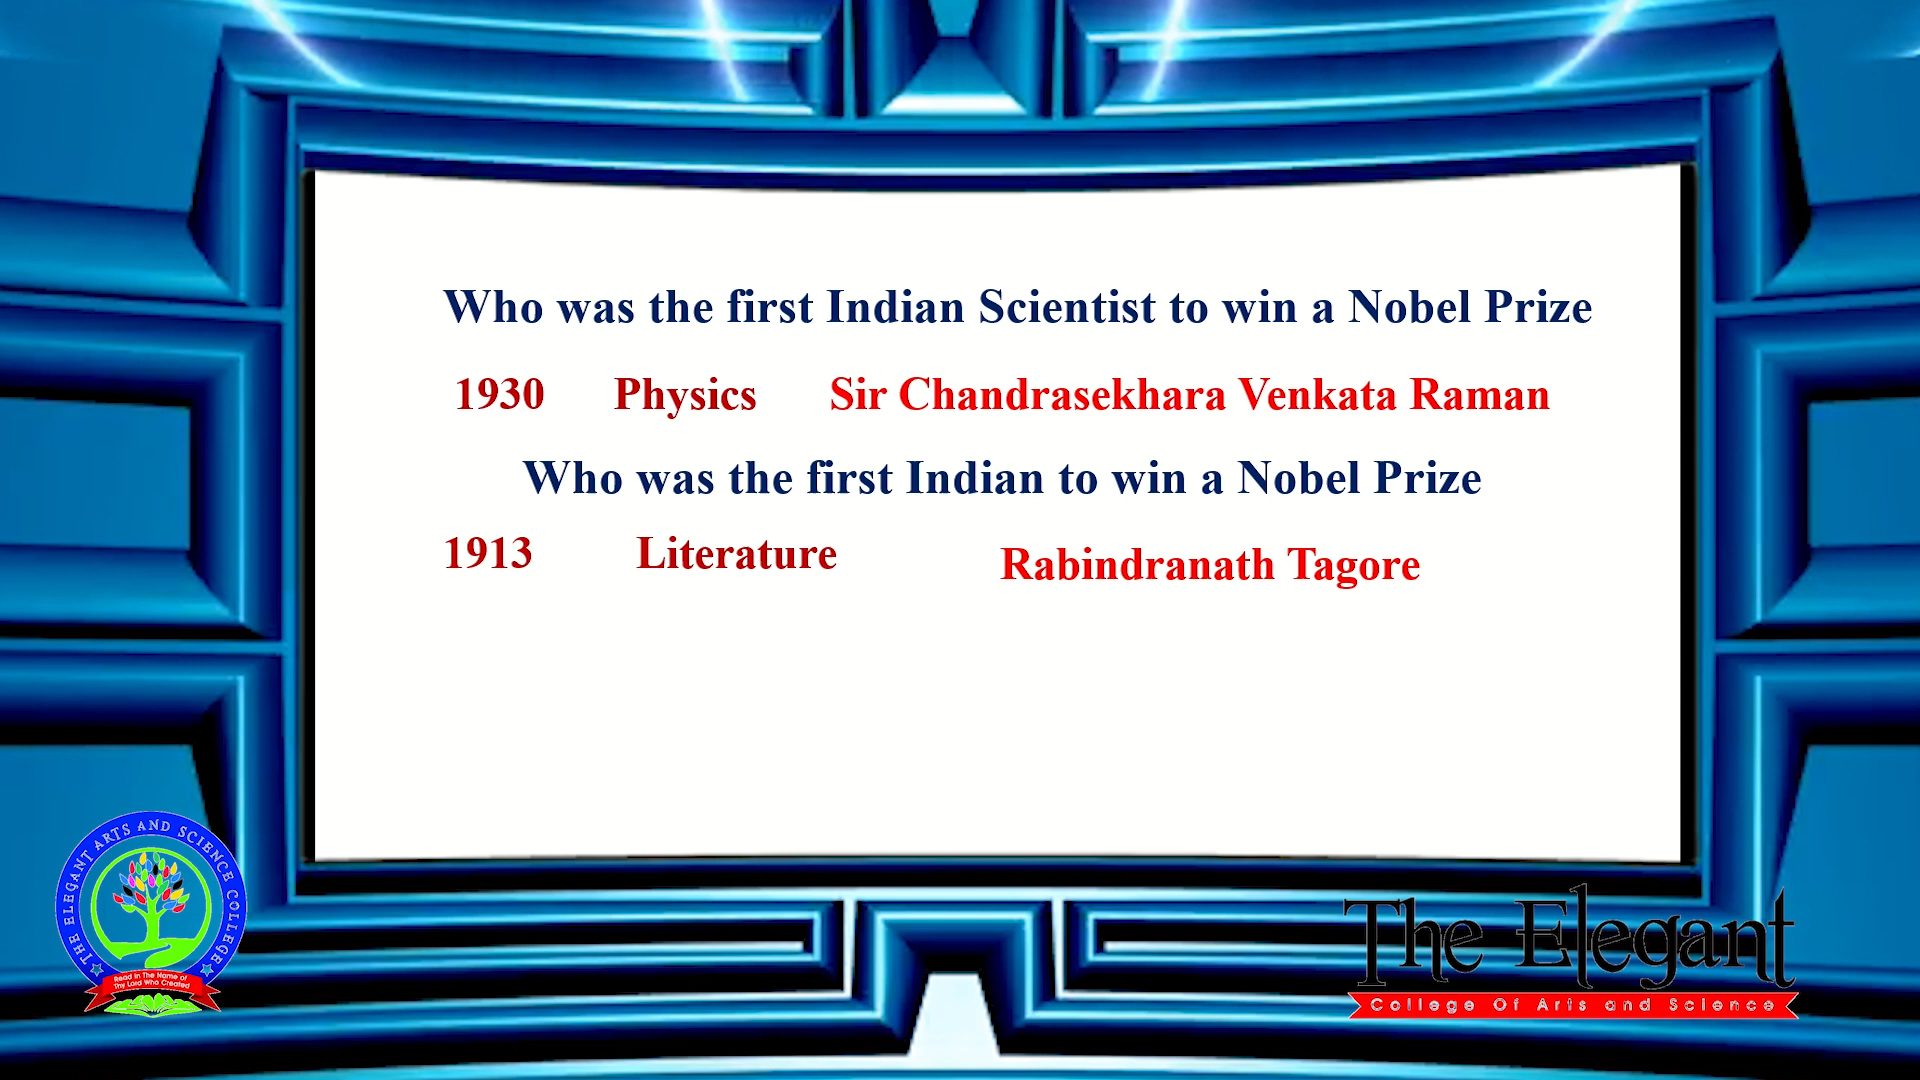 Who was the first Indian Scientist to win a Nobel Prize
1930 Physics Sir Chandrasekhara Venkata Raman
Who was the first Indian to win a Nobel Prize
1913 Literature Rabindranath Tagore
THE ELEGANT ARTS AND SCIENCE COLLEGE
Read In The Name of
Thy Lord Who Created
The Elegant
College Of Arts and Science